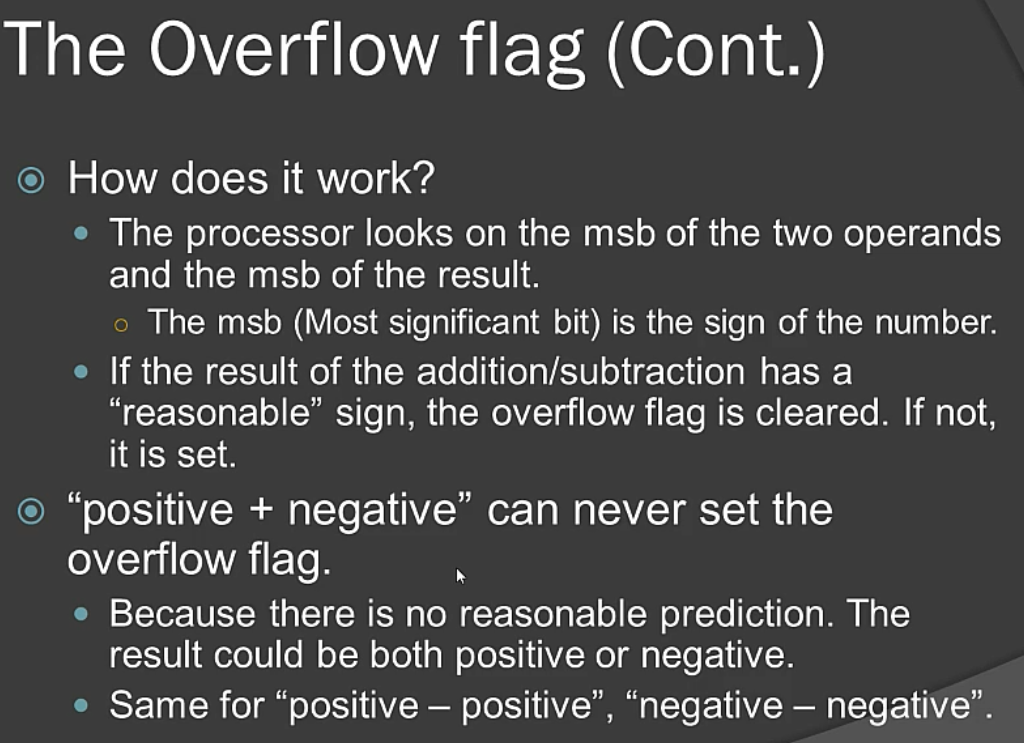 The Overflow flag (Cont.)
How does it work?
The processor looks on the msb of the two operands
and the msb of the result.
The msb (Most significant bit) is the sign of the number.
If the result of the addition/subtraction has a
“reasonable” sign, the overflow flag is cleared. If not,
it is set.
“positive + negative” can never set the
overflow flag.
Because there is no reasonable prediction. The
result could be both positive or negative.
Same for “positive – positive”, “negative – negative”.